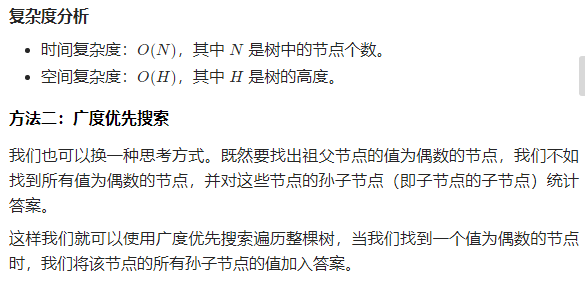 复杂度分析
• 时间复杂度：O(N)，其中 N 是树中的节点个数。
• 空间复杂度：O(H)，其中 H 是树的高度。
方法二：广度优先搜索
我们也可以换一种思考方式。既然要找出祖父节点的值为偶数的节点，我们不如
找到所有值为偶数的节点，并对这些节点的孙子节点（即子节点的子节点）统计
答案。
这样我们就可以使用广度优先搜索遍历整棵树，当我们找到一个值为偶数的节点
时，我们将该节点的所有孙子节点的值加入答案。